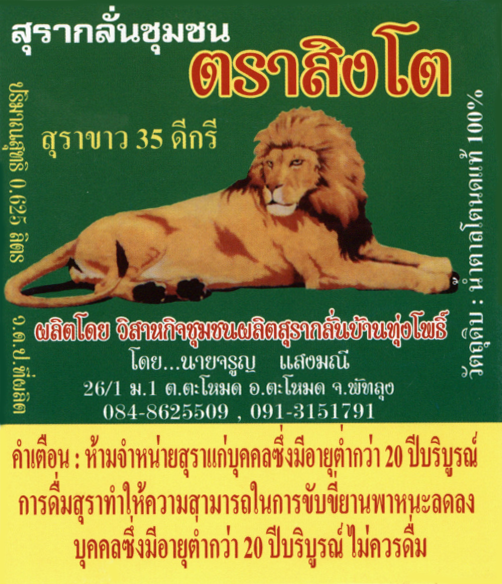 สุรากลั่นชุมชน
ตราสิงโต
สุราขาว 35 ดีกรี
ปริมาณสุทธิ 0.625 ลิตร
ว.ด.ป.ที่ผลิต
วัตถุดิบ : น้ำตาลโตนดแท้ 100%
ผลิตโดย วิสาหกิจชุมชนผลิตสุรากลั่นบ้านทุ่งโพธิ์
โดย...นายจรูญ แสงมณี
26/1 ม.1 ต.ตะโหมด อ.ตะโหมด จ.พัทลุง
084-8625509 , 091-3151791
คำเตือน : ห้ามจำหน่ายสุราแก่บุคคลซึ่งมีอายุต่ำกว่า 20 ปีบริบูรณ์
การดื่มสุราทำให้ความสามารถในการขับขี่ยานพาหนะลดลง
บุคคลซึ่งมีอายุต่ำกว่า 20 ปีบริบูรณ์ ไม่ควรดื่ม